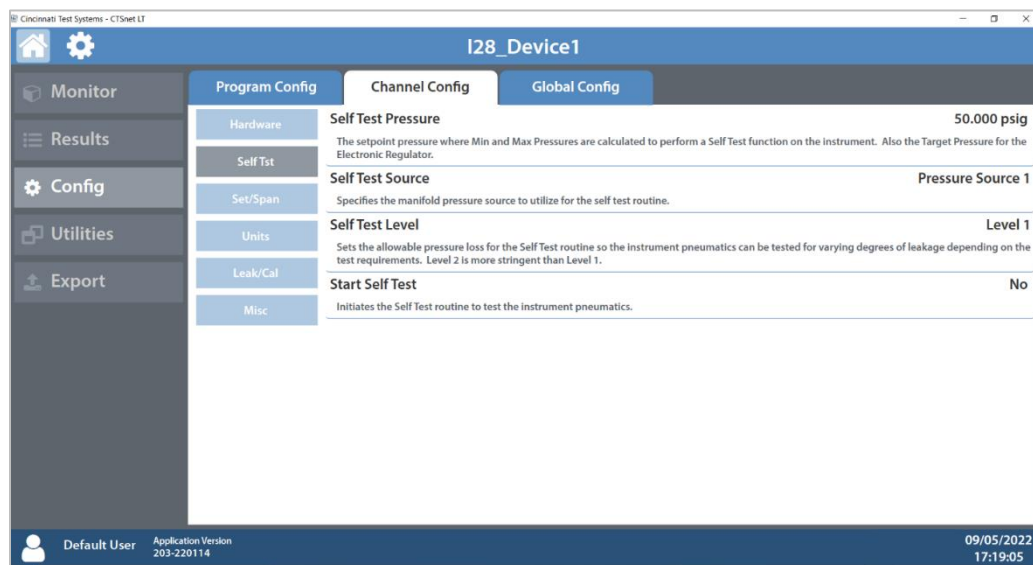 Cincinnati Test Systems - CTSnet LT
I28_Device1
Monitor
Results
Config
Utilities
Export
Program Config
Channel Config
Global Config
Hardware
Self Tst
Set/Span
Units
Leak/Cal
Misc
Self Test Pressure
50.000 psig
The setpoint pressure where Min and Max Pressures are calculated to perform a Self Test function on the instrument. Also the Target Pressure for the
Electronic Regulator.
Self Test Source
Pressure Source 1
Specifies the manifold pressure source to utilize for the self test routine.
Self Test Level
Level 1
Sets the allowable pressure loss for the Self Test routine so the instrument pneumatics can be tested for varying degrees of leakage depending on the
test requirements. Level 2 is more stringent than Level 1.
Start Self Test
No
Initiates the Self Test routine to test the instrument pneumatics.
Default User
Application Version
203-220114
09/05/2022
17:19:05